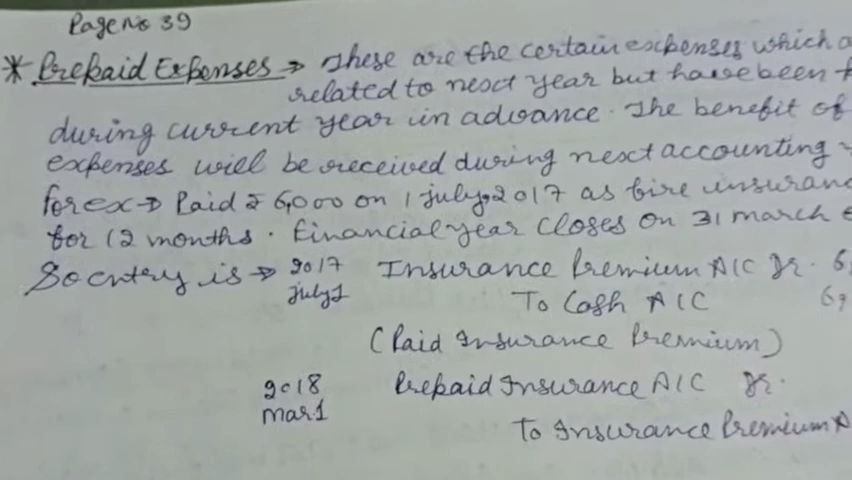 Page No 39
* Prepaid Expenses → These are the certain expenses which
related to next year but have been
during current year in advance. The benefit of
expenses will be received during next accounting
for ex → Paid ₹ 6,000 on 1 July, 2017 as fire insuran
for 12 months. Financial year closes on 31 march
So entry is → 2017 Insurance Premium A/C Dr. 6,
July 1 To Cash A/C 6,
(Paid Insurance Premium)
2018 Prepaid Insurance A/C Dr.
Mar 1
To Insurance Premium A